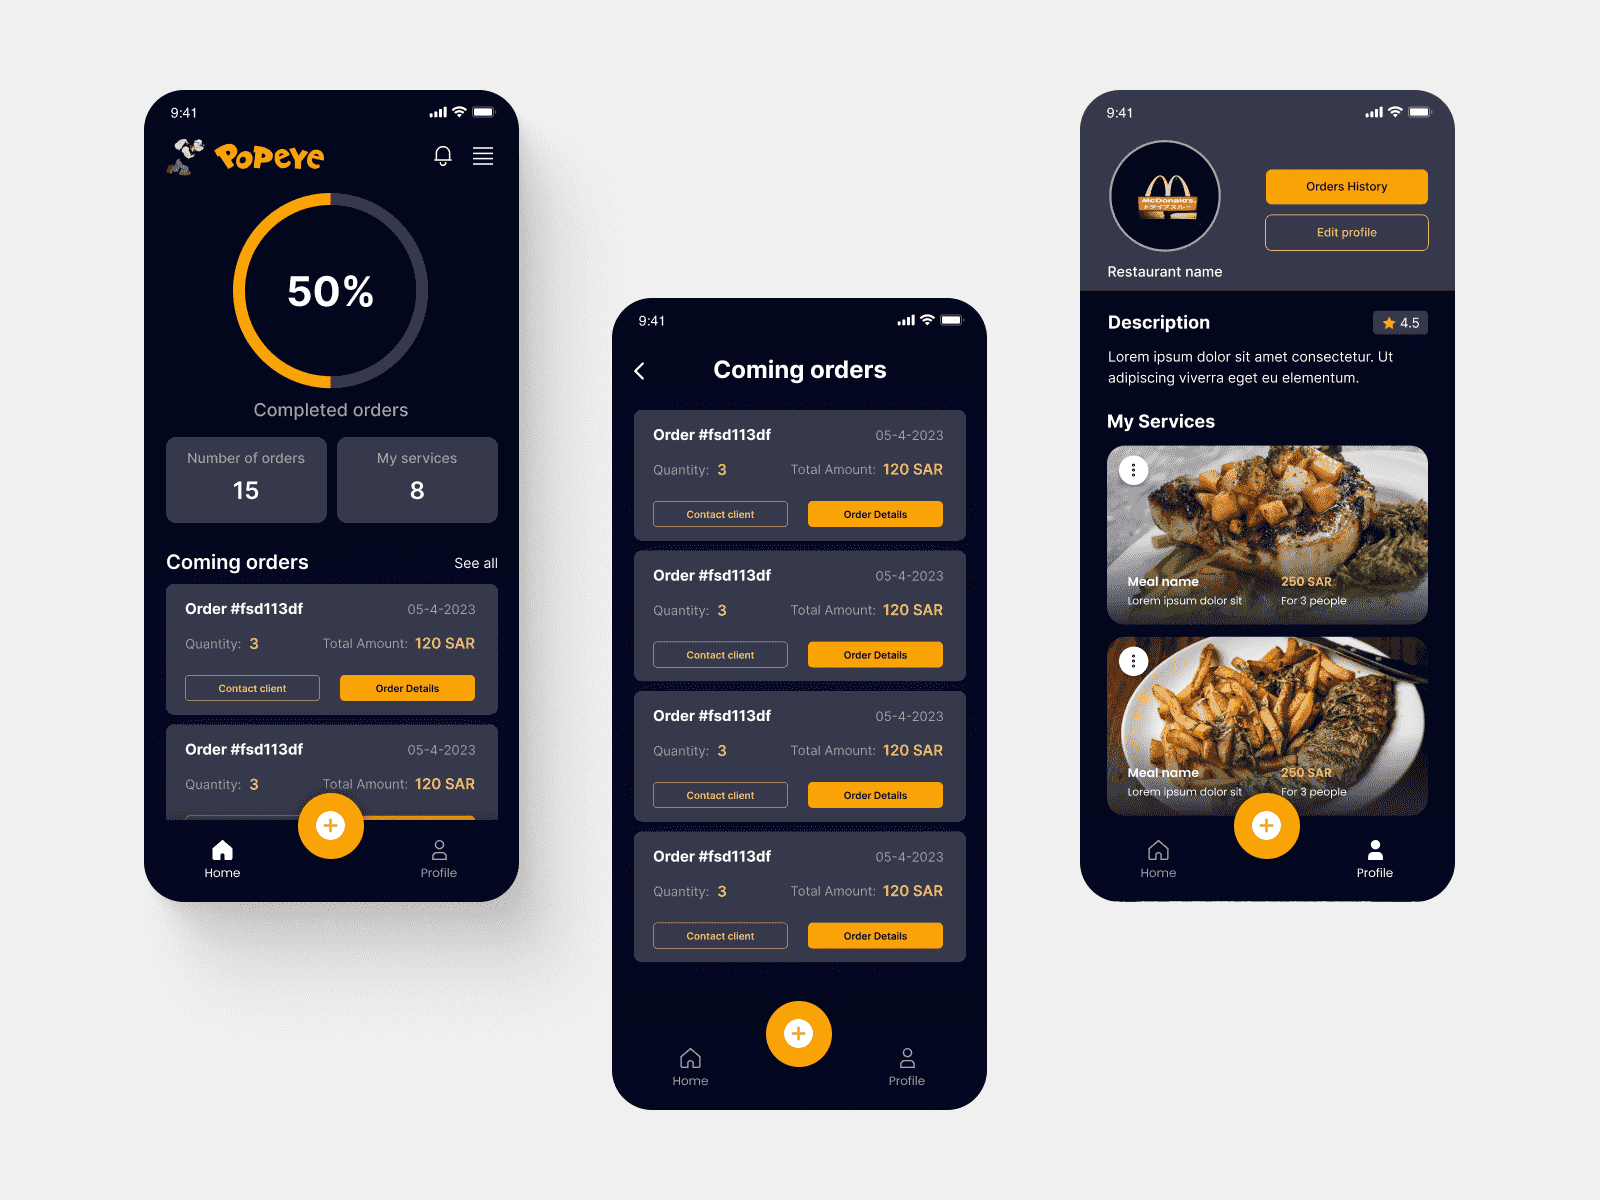 9:41
POPEYE
50%
Completed orders
Number of orders
15
My services
8
Coming orders
See all
Order #fsd113df
05-4-2023
Quantity: 3
Total Amount: 120 SAR
Contact client
Order Details
Order #fsd113df
05-4-2023
Quantity: 3
Total Amount: 120 SAR
Home
Profile
9:41
Coming orders
Order #fsd113df
05-4-2023
Quantity: 3
Total Amount: 120 SAR
Contact client
Order Details
Order #fsd113df
05-4-2023
Quantity: 3
Total Amount: 120 SAR
Contact client
Order Details
Order #fsd113df
05-4-2023
Quantity: 3
Total Amount: 120 SAR
Contact client
Order Details
Order #fsd113df
05-4-2023
Quantity: 3
Total Amount: 120 SAR
Contact client
Order Details
Home
Profile
9:41
McDonald's
ドライブスルー
Orders History
Edit profile
Restaurant name
Description
4.5
Lorem ipsum dolor sit amet consectetur. Ut
adipiscing viverra eget eu elementum.
My Services
Meal name
250 SAR
Lorem ipsum dolor sit
For 3 people
Meal name
250 SAR
Lorem ipsum dolor sit
For 3 people
Home
Profile